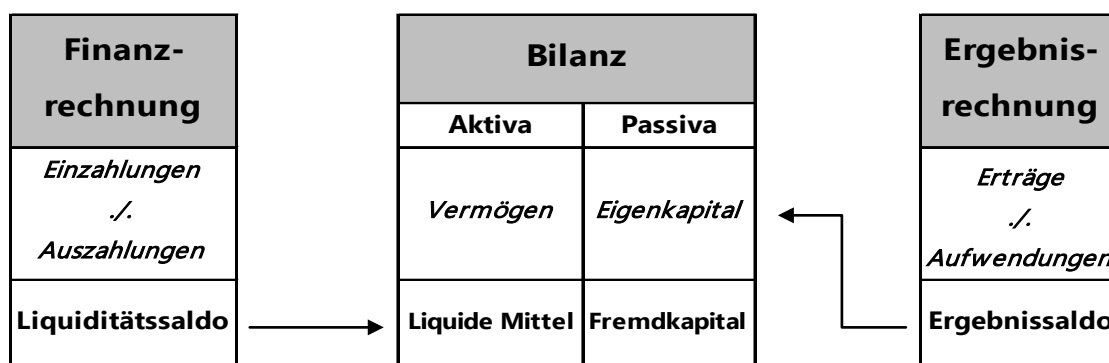 Finanz-
rechnung
Einzahlungen
./.
Auszahlungen
Liquiditätssaldo
Bilanz
Aktiva Passiva
Vermögen Eigenkapital
Liquide Mittel Fremdkapital
Ergebnis-
rechnung
Erträge
./.
Aufwendungen
Ergebnissaldo